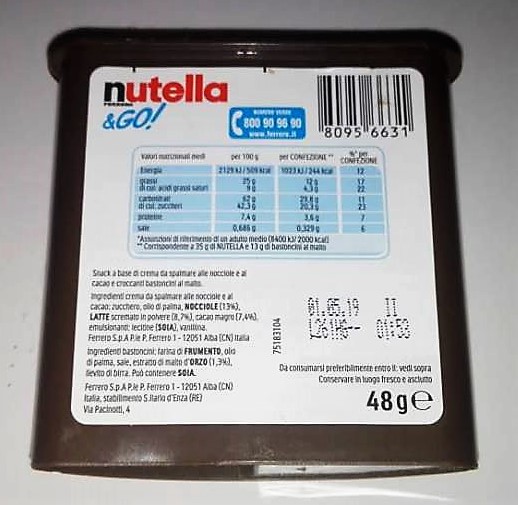 nutella
FERRERO
&GO!
NUMERO VERDE
800 90 96 90
www.ferrero.it
8095 6631
Valori nutrizionali medi per 100 g per CONFEZIONE** %* per CONFEZIONE
Energia 2129 kJ/509 kcal 1023 kJ/244 kcal 12
grassi 25 g 12 g 17
di cui: acidi grassi saturi 9 g 4,3 g 22
carboidrati 62 g 29,8 g 11
di cui: zuccheri 42,3 g 20,3 g 23
proteine 7,4 g 3,6 g 7
sale 0,686 g 0,329 g 6
*Assunzioni di riferimento di un adulto medio (8400 kJ/ 2000 kcal)
**Corrispondente a 35 g di NUTELLA e 13 g di bastoncini al malto
Snack a base di crema da spalmare alle nocciole e al
cacao e croccanti bastoncini al malto.
Ingredienti crema da spalmare alle nocciole e al
cacao: zucchero, olio di palma, NOCCIOLE (13%),
LATTE scremato in polvere (8,7%), cacao magro (7,4%),
emulsionanti: lecitine (SOIA), vanillina.
Ferrero S.p.A P.le P. Ferrero 1 - 12051 Alba (CN) Italia
Ingredienti bastoncini: farina di FRUMENTO, olio
di palma, sale, estratto di malto d'ORZO (1,3%),
lievito di birra. Può contenere SOIA.
Ferrero S.p.A P.le P. Ferrero 1 - 12051 Alba (CN)
Italia, stabilimento S.Ilario d'Enza (RE)
Via Pacinotti, 4
75183104
01.05.19 II
01:53
Da consumarsi preferibilmente entro il: vedi sopra
Conservare in luogo fresco e asciutto
48 g e